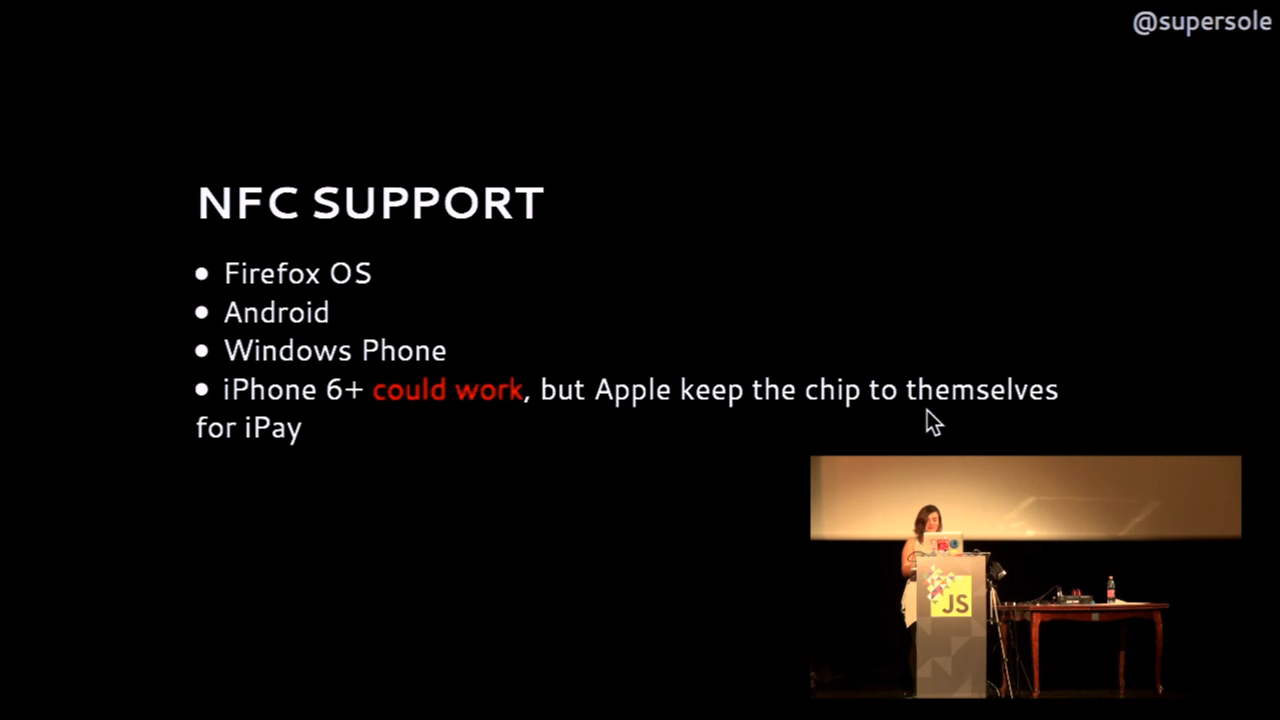 @supersole
NFC SUPPORT
• Firefox OS
• Android
• Windows Phone
• iPhone 6+ could work, but Apple keep the chip to themselves
for iPay
JS